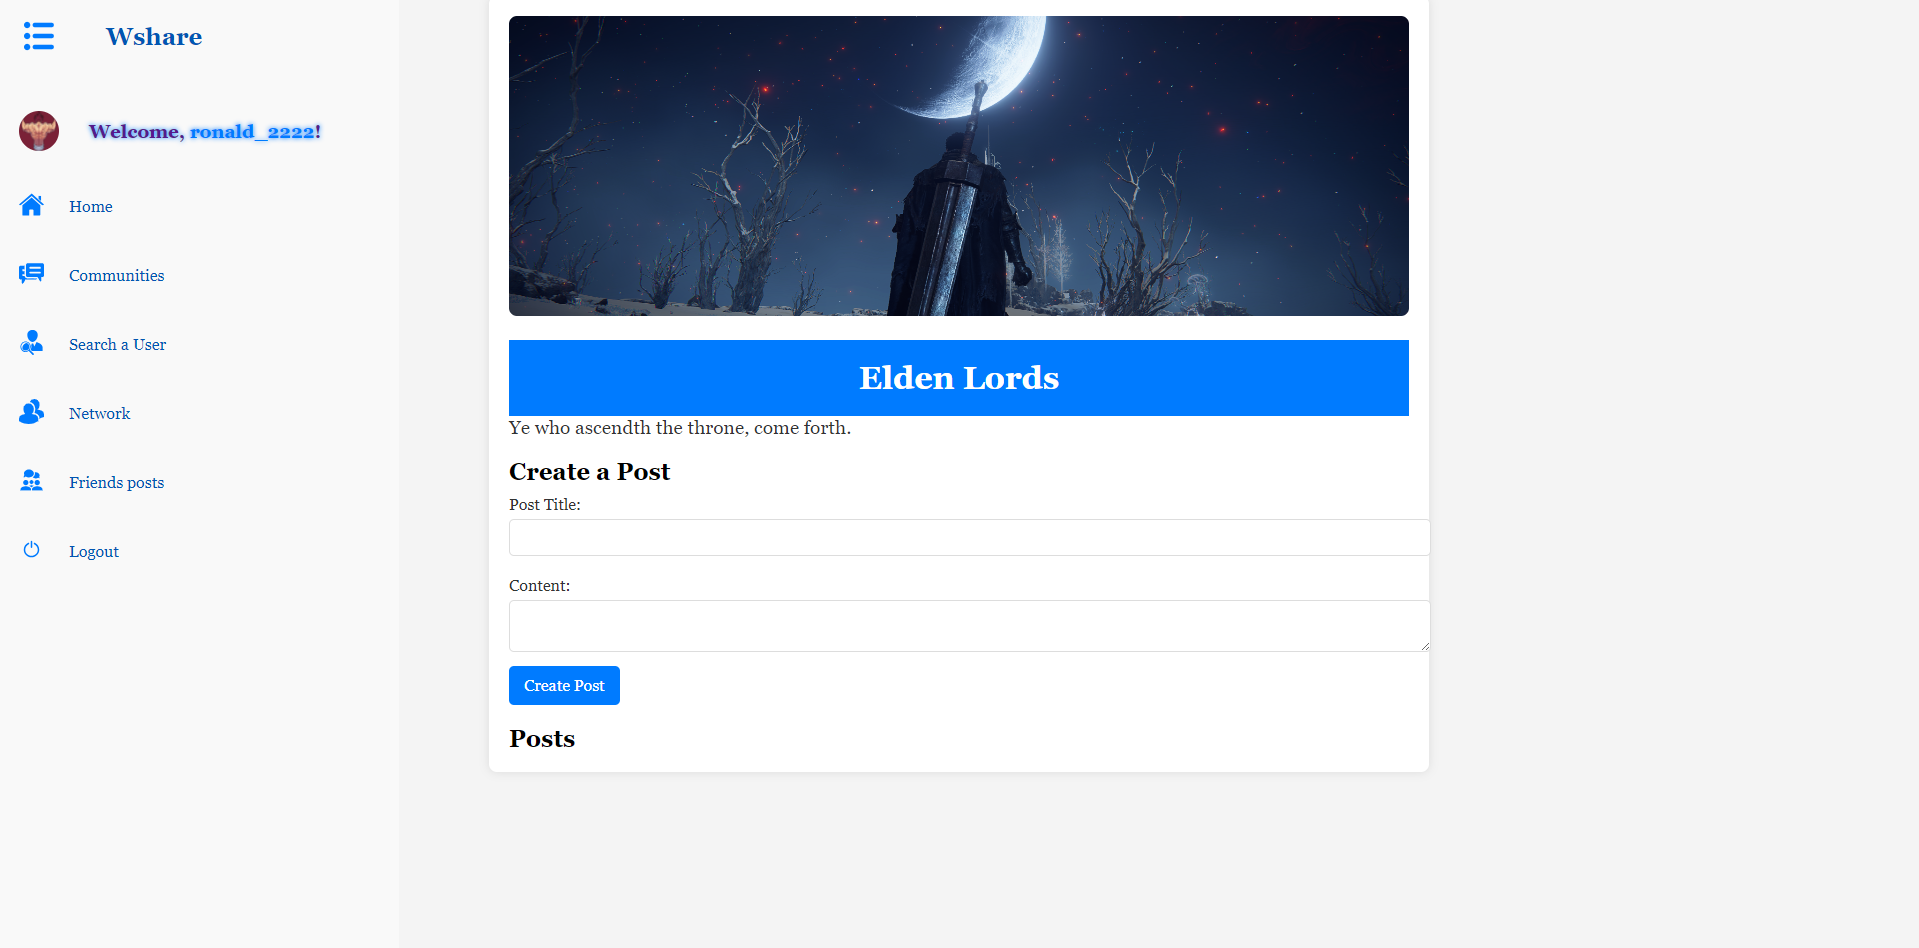 Wshare
Welcome, ronald_2222!
Home
Communities
Search a User
Network
Friends posts
Logout
Elden Lords
Ye who ascendth the throne, come forth.
Create a Post
Post Title:
Content:
Create Post
Posts